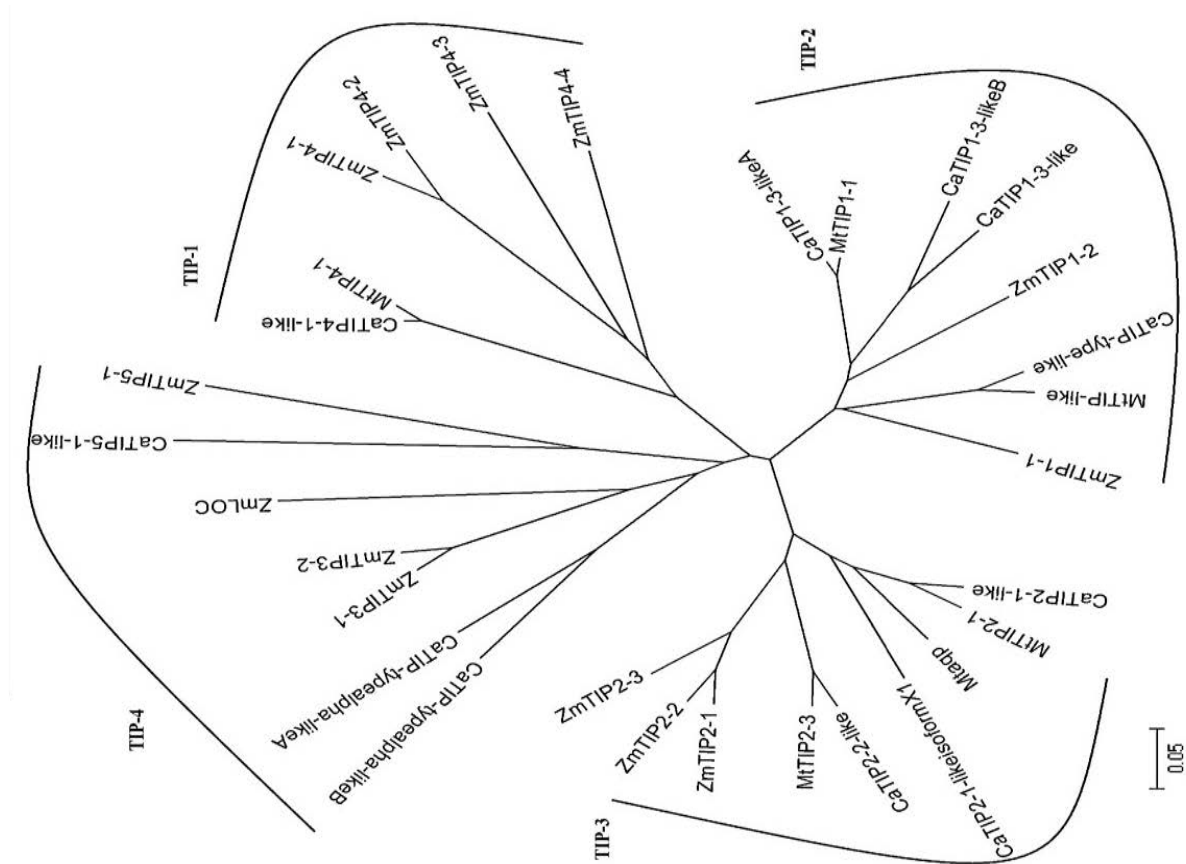 TIP-1
ZmTIP4-1
ZmTIP4-2
ZmTIP4-3
ZmTIP4-4
MtTIP4-1
CaTIP4-1-like
TIP-2
CaTIP1-3-likeA
MtTIP1-1
CaTIP1-3-likeB
CaTIP1-3-like
ZmTIP1-2
CaTIP-type-like
MtTIP-like
ZmTIP1-1
TIP-3
CaTIP2-1-like
MtTIP2-1
Mtaqp
CaTIP2-1-likeisoformX1
CaTIP2-2-like
MtTIP2-3
ZmTIP2-1
ZmTIP2-2
ZmTIP2-3
TIP-4
CaTIP-typealpha-likeB
CaTIP-typealpha-likeA
ZmTIP3-1
ZmTIP3-2
ZmLOC
CaTIP5-1-like
ZmTIP5-1
0.05